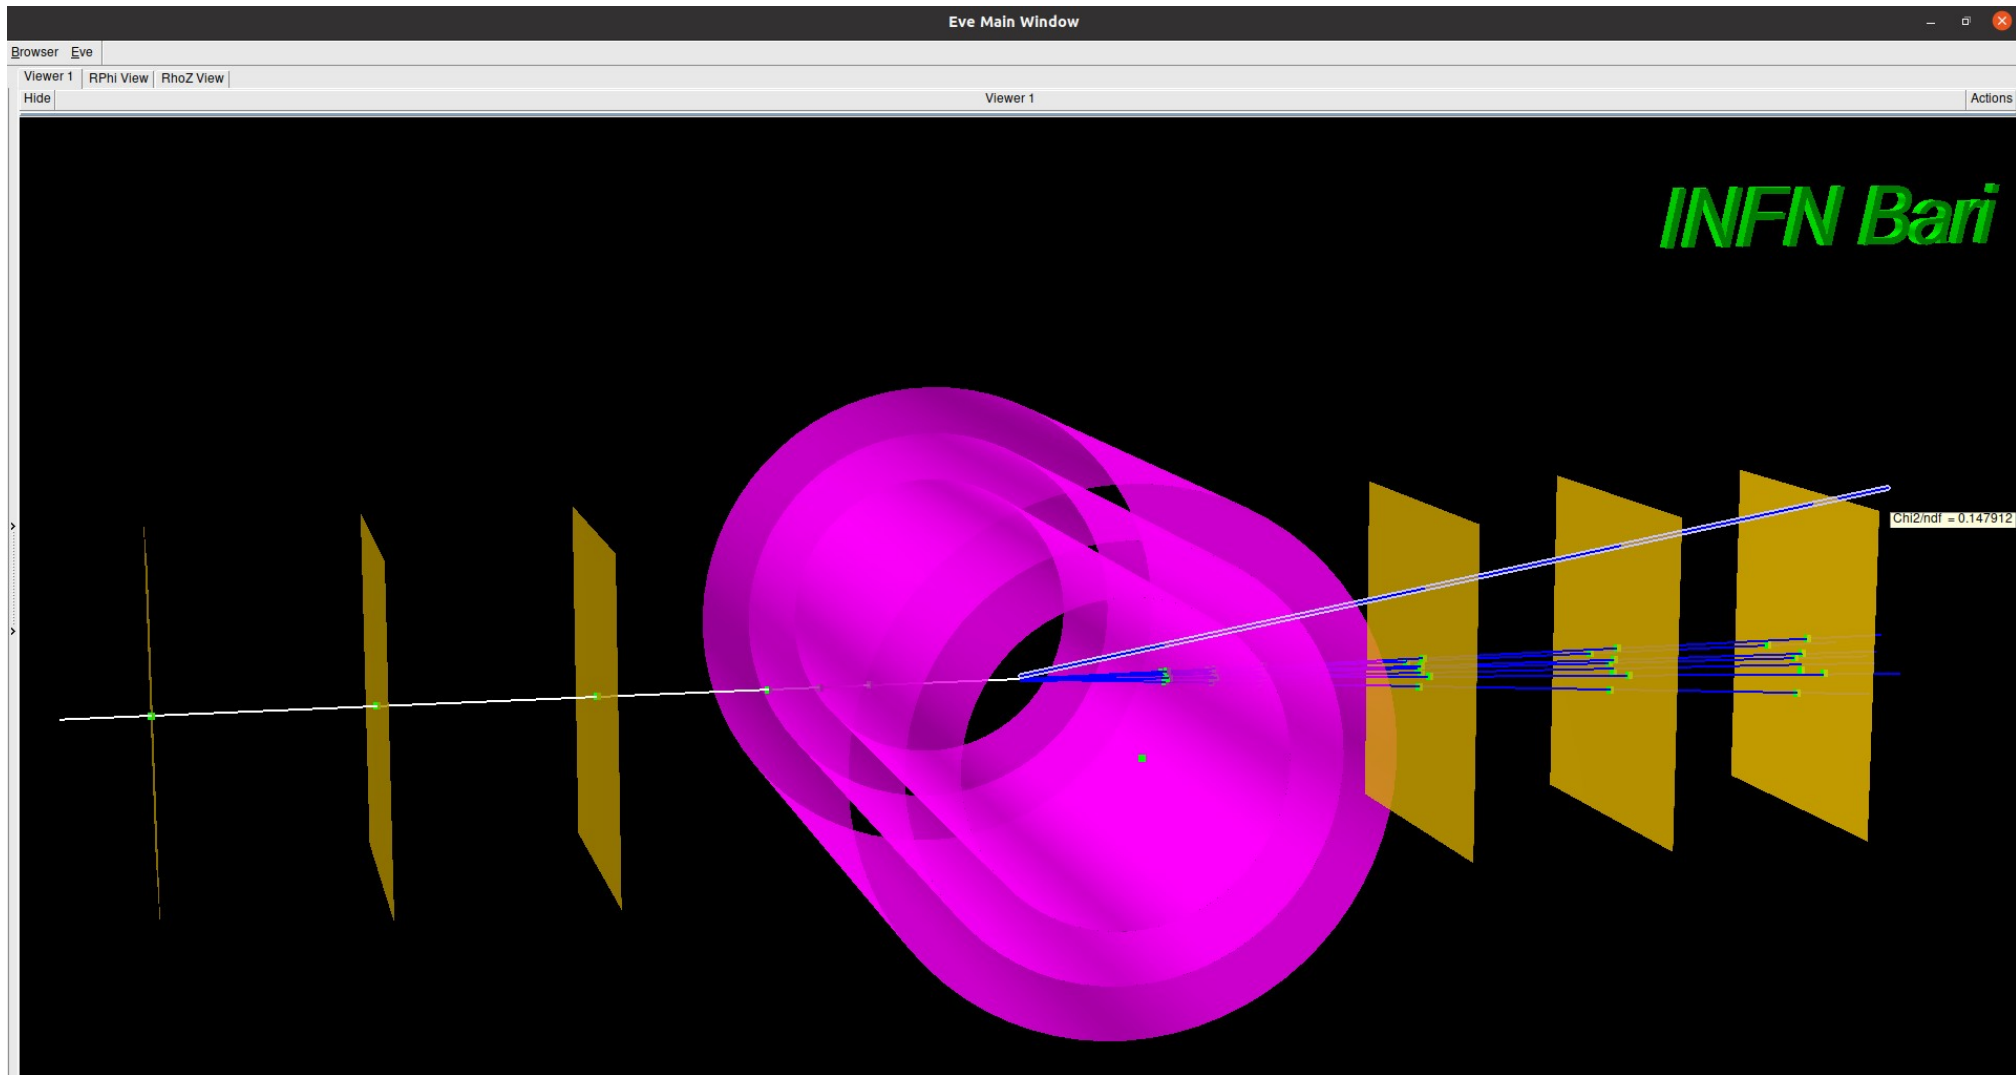 Eve Main Window
Browser Eve
Viewer 1 RPhi View RhoZ View
Hide Viewer 1 Actions
INFN Bari
Chi2/ndf = 0.147912